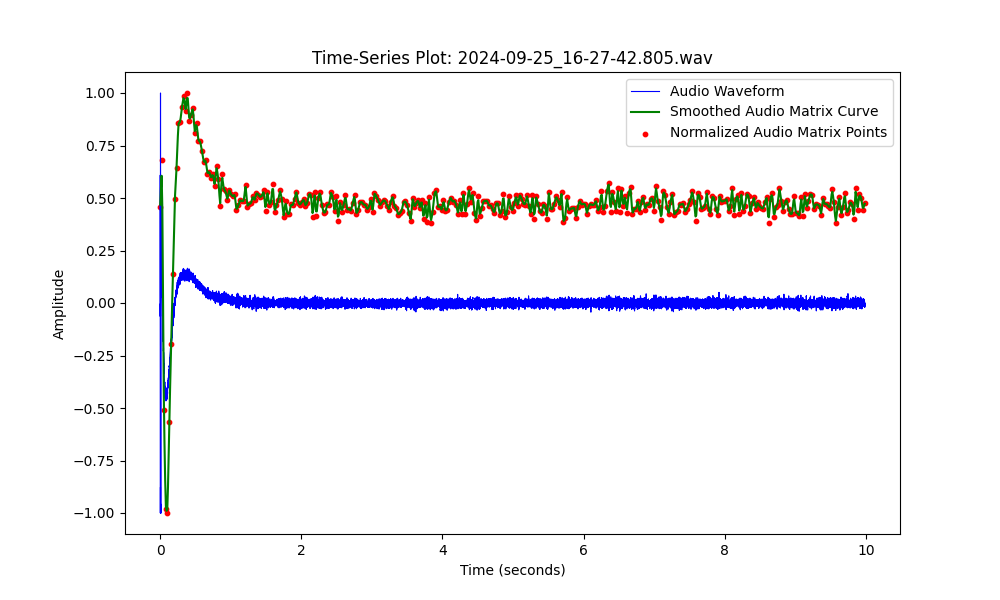 Time-Series Plot: 2024-09-25_16-27-42.805.wav
Audio Waveform
Smoothed Audio Matrix Curve
Normalized Audio Matrix Points
1.00
0.75
0.50
0.25
0.00
−0.25
−0.50
−0.75
−1.00
Amplitude
0 2 4 6 8 10
Time (seconds)